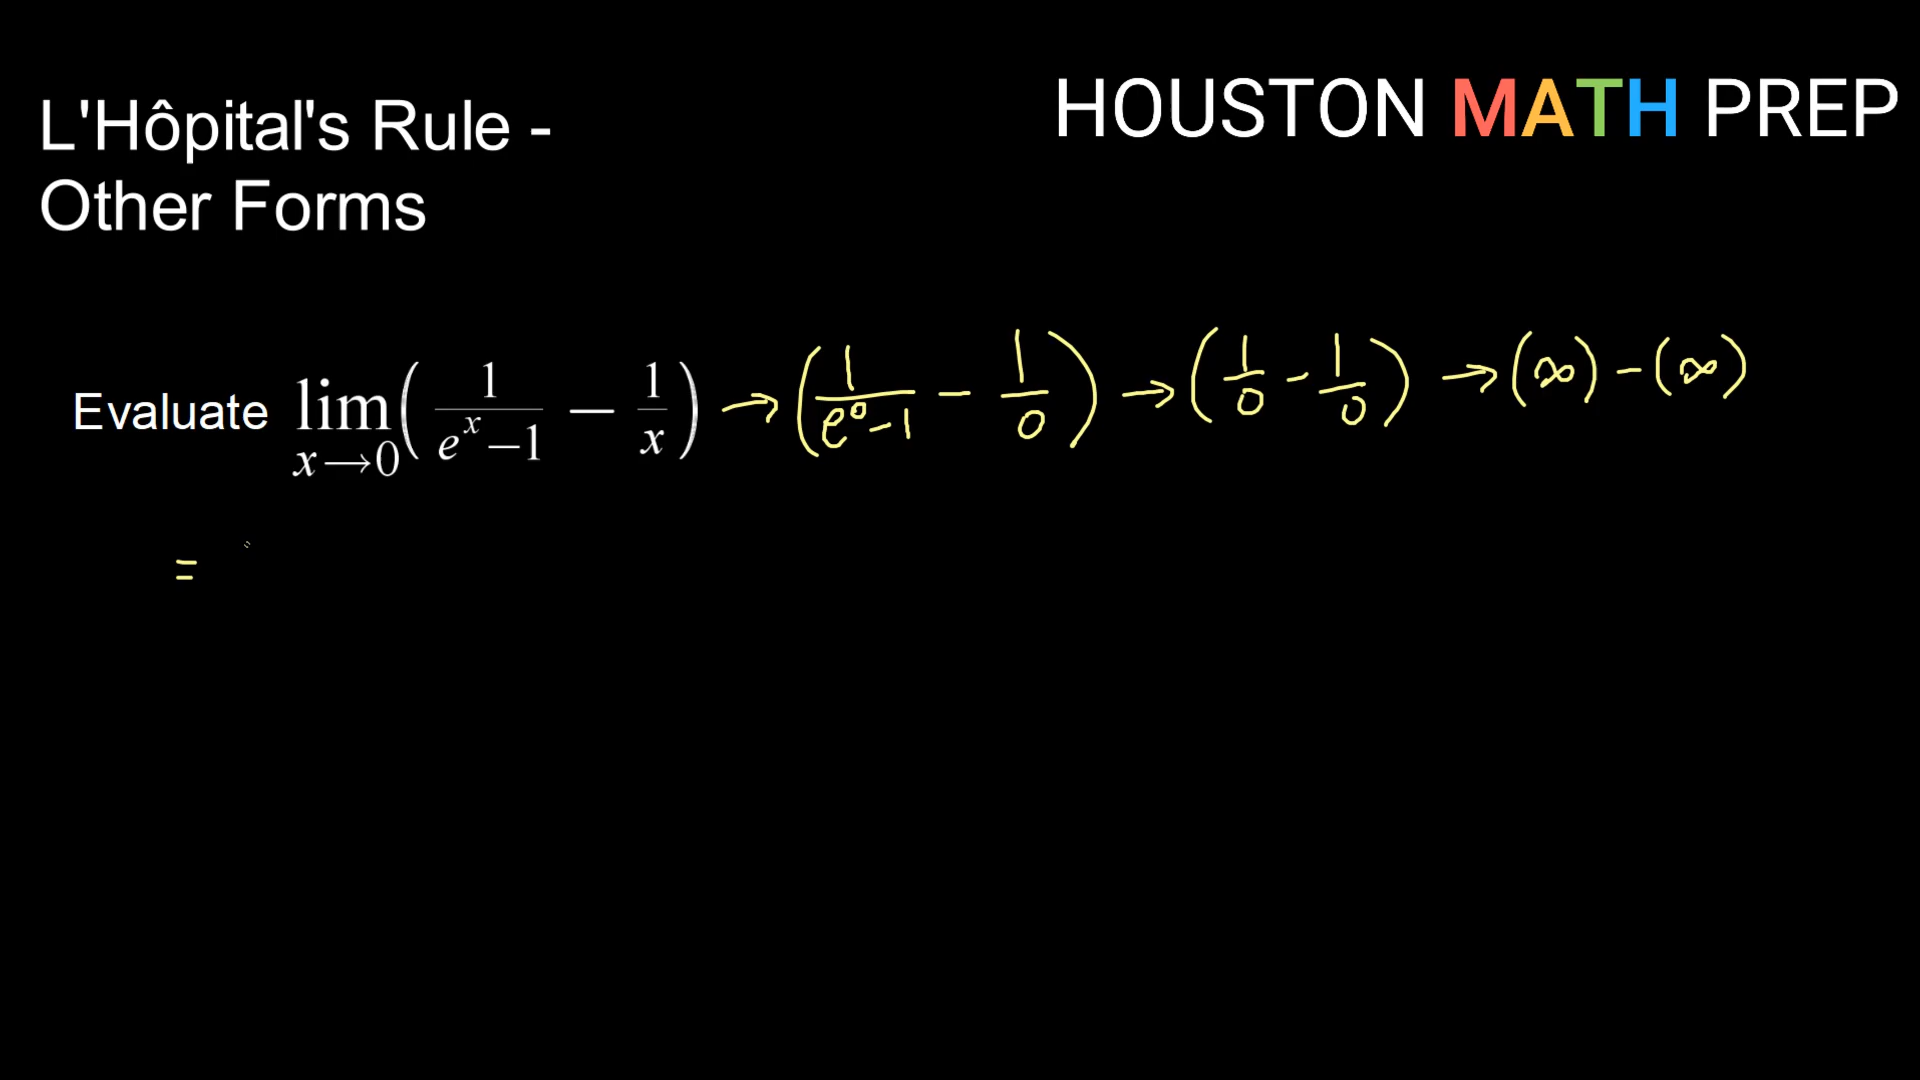 HOUSTON MATH PREP
L'Hôpital's Rule -
Other Forms
Evaluate lim x→0 ( 1/(e^x − 1) − 1/x ) → ( 1/(e^0 − 1) − 1/0 ) → ( 1/0 − 1/0 ) → (∞) − (∞)
=